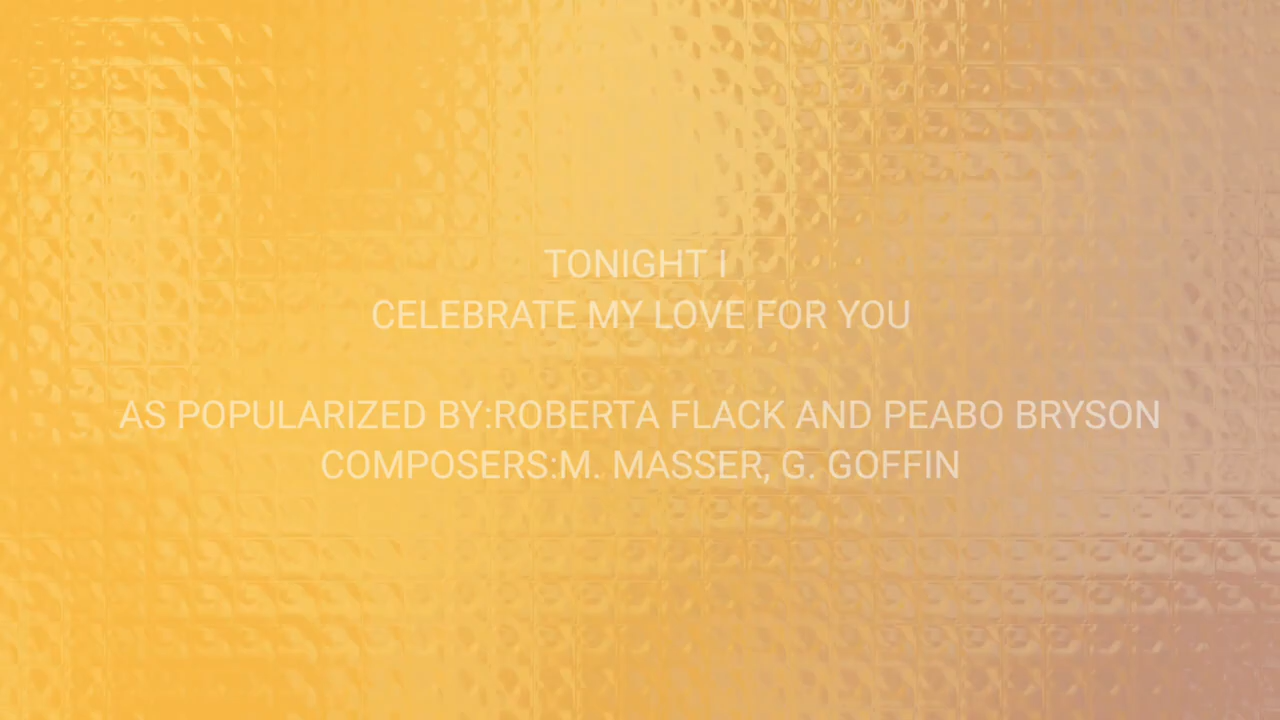 TONIGHT I
CELEBRATE MY LOVE FOR YOU
AS POPULARIZED BY:ROBERTA FLACK AND PEABO BRYSON
COMPOSERS:M. MASSER, G. GOFFIN